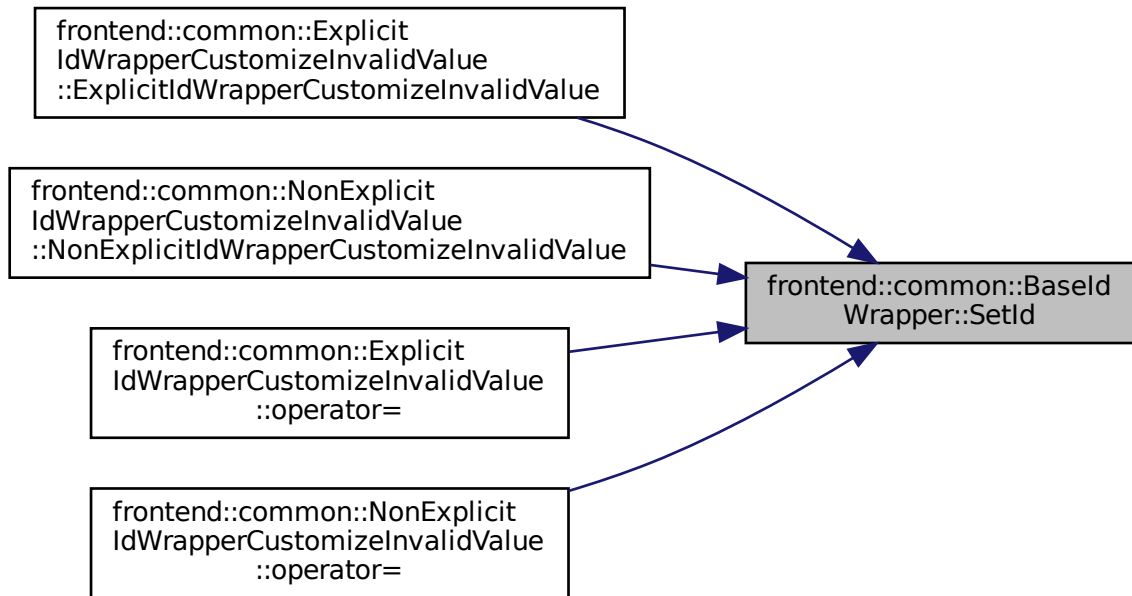 frontend::common::Explicit
IdWrapperCustomizeInvalidValue
::ExplicitIdWrapperCustomizeInvalidValue
frontend::common::NonExplicit
IdWrapperCustomizeInvalidValue
::NonExplicitIdWrapperCustomizeInvalidValue
frontend::common::BaseId
Wrapper::SetId
frontend::common::Explicit
IdWrapperCustomizeInvalidValue
::operator=
frontend::common::NonExplicit
IdWrapperCustomizeInvalidValue
::operator=